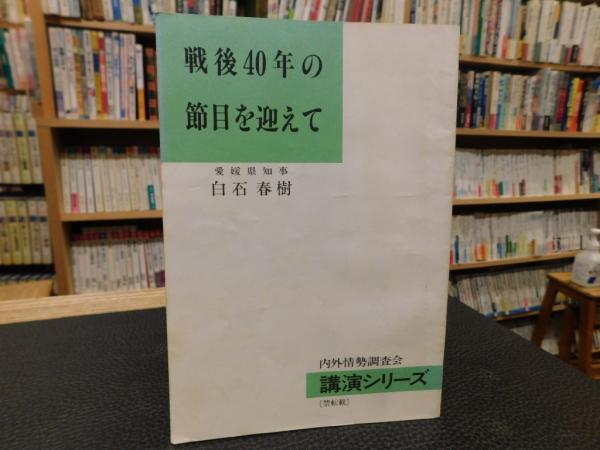 戦後40年の
節目を迎えて
愛媛県知事
白石春樹
内外情勢調査会
講演シリーズ
〔禁転載〕